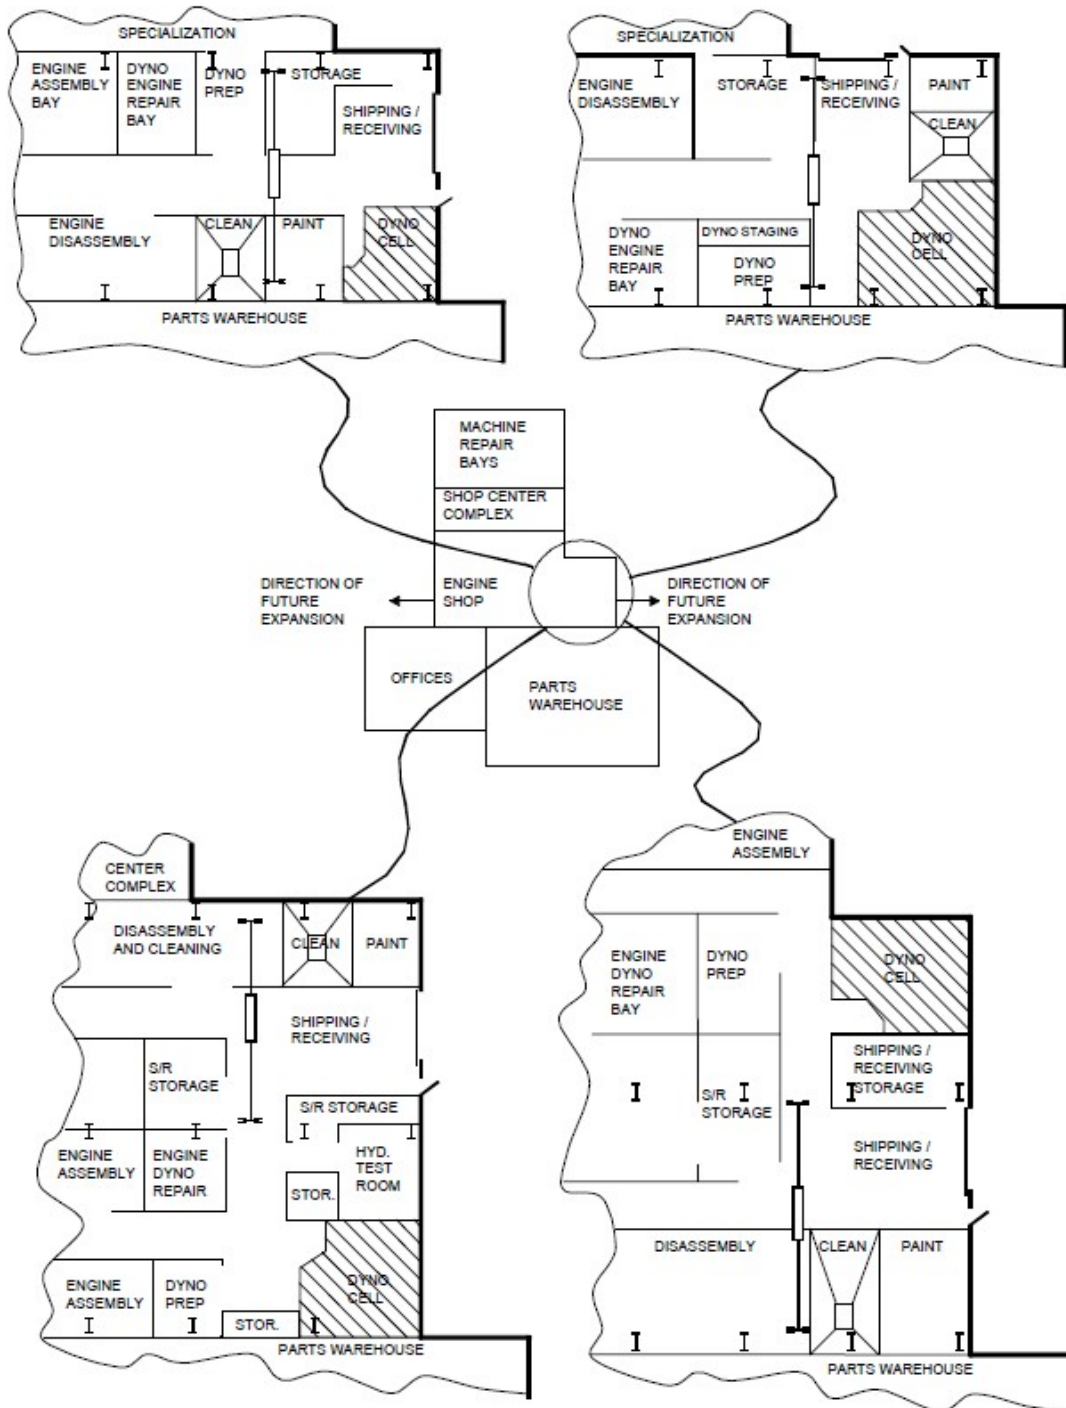 SPECIALIZATION
ENGINE
ASSEMBLY
BAY
DYNO
ENGINE
REPAIR
BAY
DYNO
PREP
STORAGE
SHIPPING /
RECEIVING
ENGINE
DISASSEMBLY
CLEAN
PAINT
DYNO
CELL
PARTS WAREHOUSE
SPECIALIZATION
ENGINE
DISASSEMBLY
STORAGE
SHIPPING /
RECEIVING
PAINT
CLEAN
DYNO
ENGINE
REPAIR
BAY
DYNO STAGING
DYNO
PREP
DYNO
CELL
PARTS WAREHOUSE
MACHINE
REPAIR
BAYS
SHOP CENTER
COMPLEX
DIRECTION OF
FUTURE
EXPANSION
ENGINE
SHOP
DIRECTION OF
FUTURE
EXPANSION
OFFICES
PARTS
WAREHOUSE
CENTER
COMPLEX
DISASSEMBLY
AND CLEANING
CLEAN
PAINT
SHIPPING /
RECEIVING
S/R
STORAGE
S/R STORAGE
ENGINE
ASSEMBLY
ENGINE
DYNO
REPAIR
HYD.
TEST
ROOM
STOR.
ENGINE
ASSEMBLY
DYNO
PREP
STOR.
DYNO
CELL
PARTS WAREHOUSE
ENGINE
ASSEMBLY
ENGINE
DYNO
REPAIR
BAY
DYNO
PREP
DYNO
CELL
SHIPPING /
RECEIVING
STORAGE
S/R
STORAGE
SHIPPING /
RECEIVING
DISASSEMBLY
CLEAN
PAINT
PARTS WAREHOUSE